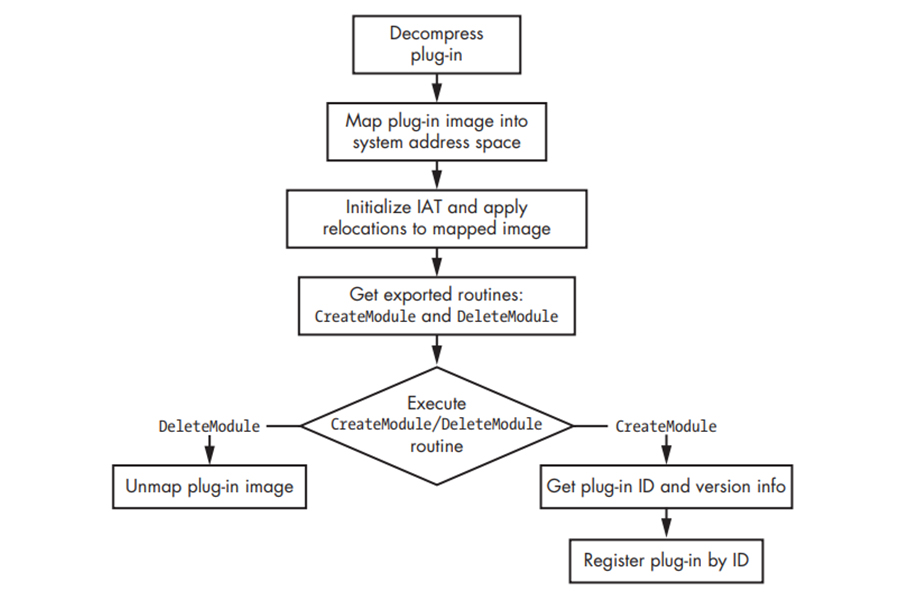 Decompress
plug-in
Map plug-in image into
system address space
Initialize IAT and apply
relocations to mapped image
Get exported routines:
CreateModule and DeleteModule
Execute
CreateModule/DeleteModule
routine
DeleteModule
CreateModule
Unmap plug-in image
Get plug-in ID and version info
Register plug-in by ID